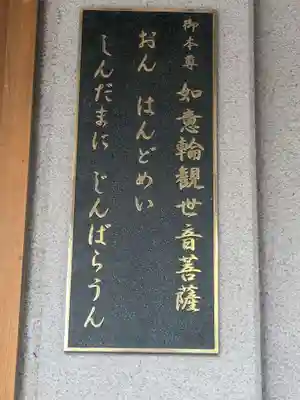 御本尊 如意輪観世音菩薩
おん はんどめい
しんだまに じんばらうん